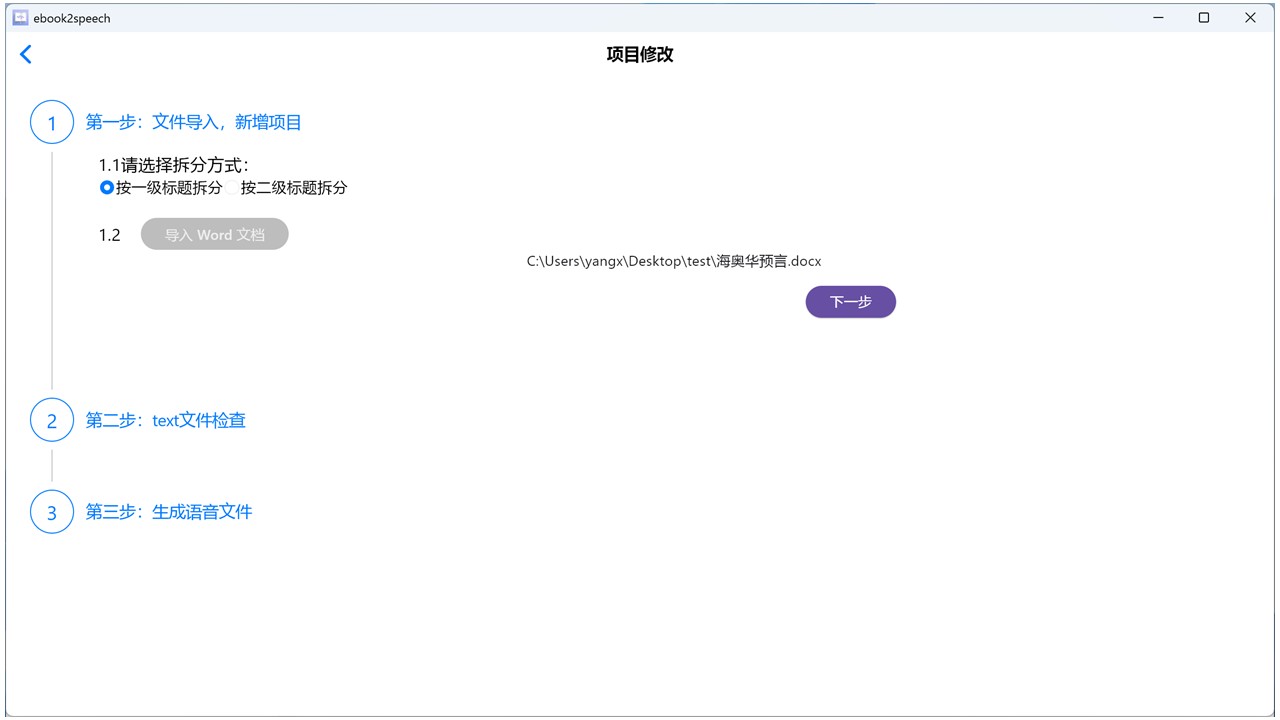 ebook2speech
项目修改
1 第一步：文件导入，新增项目
1.1请选择拆分方式：
按一级标题拆分 按二级标题拆分
1.2 导入 Word 文档
C:\Users\yangx\Desktop\test\海奥华预言.docx
下一步
2 第二步：text文件检查
3 第三步：生成语音文件